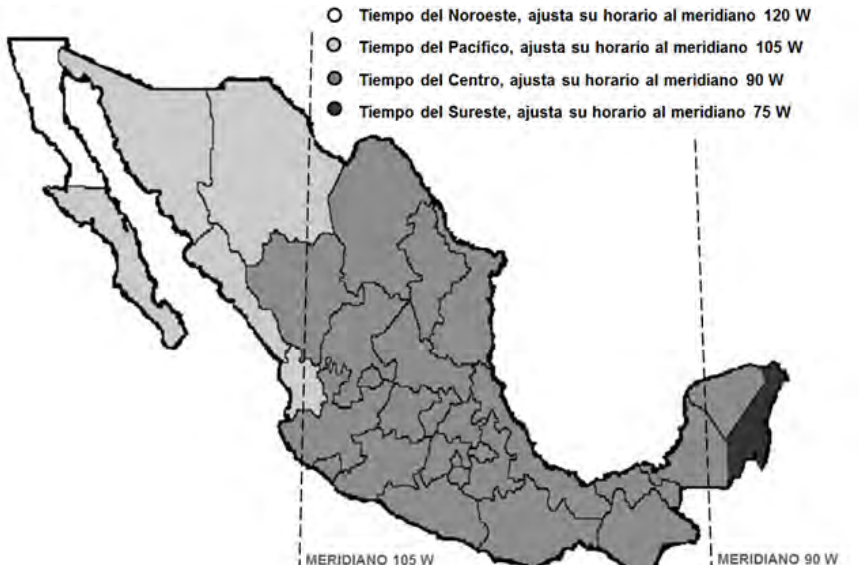 Tiempo del Noroeste, ajusta su horario al meridiano 120 W
Tiempo del Pacífico, ajusta su horario al meridiano 105 W
Tiempo del Centro, ajusta su horario al meridiano 90 W
Tiempo del Sureste, ajusta su horario al meridiano 75 W
MERIDIANO 105 W
MERIDIANO 90 W